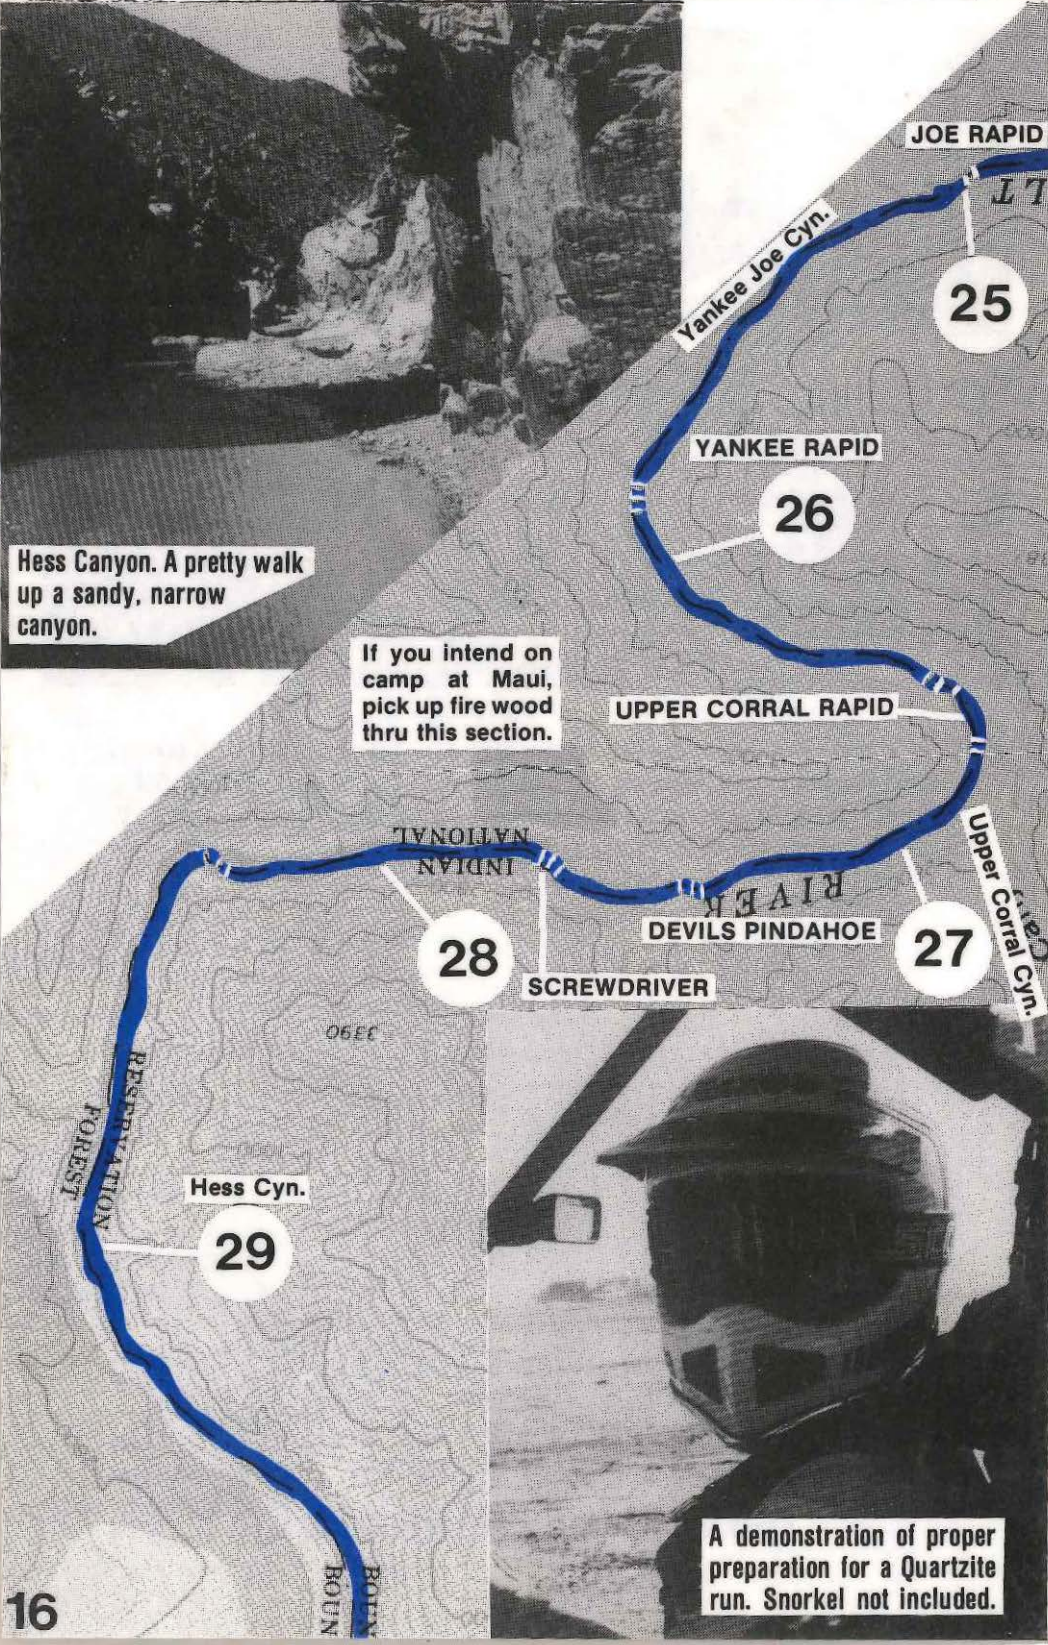 JOE RAPID
LT
25
Yankee Joe Cyn.
YANKEE RAPID
26
Hess Canyon. A pretty walk
up a sandy, narrow
canyon.
If you intend on
camp at Maui,
pick up fire wood
thru this section.
UPPER CORRAL RAPID
Upper Corral Cyn.
NATIONAL
INDIAN
RIVER
DEVILS PINDAHOE
27
28
SCREWDRIVER
3390
RESERVATION
FOREST
Hess Cyn.
29
A demonstration of proper
preparation for a Quartzite
run. Snorkel not included.
BOUN
BOUN
16